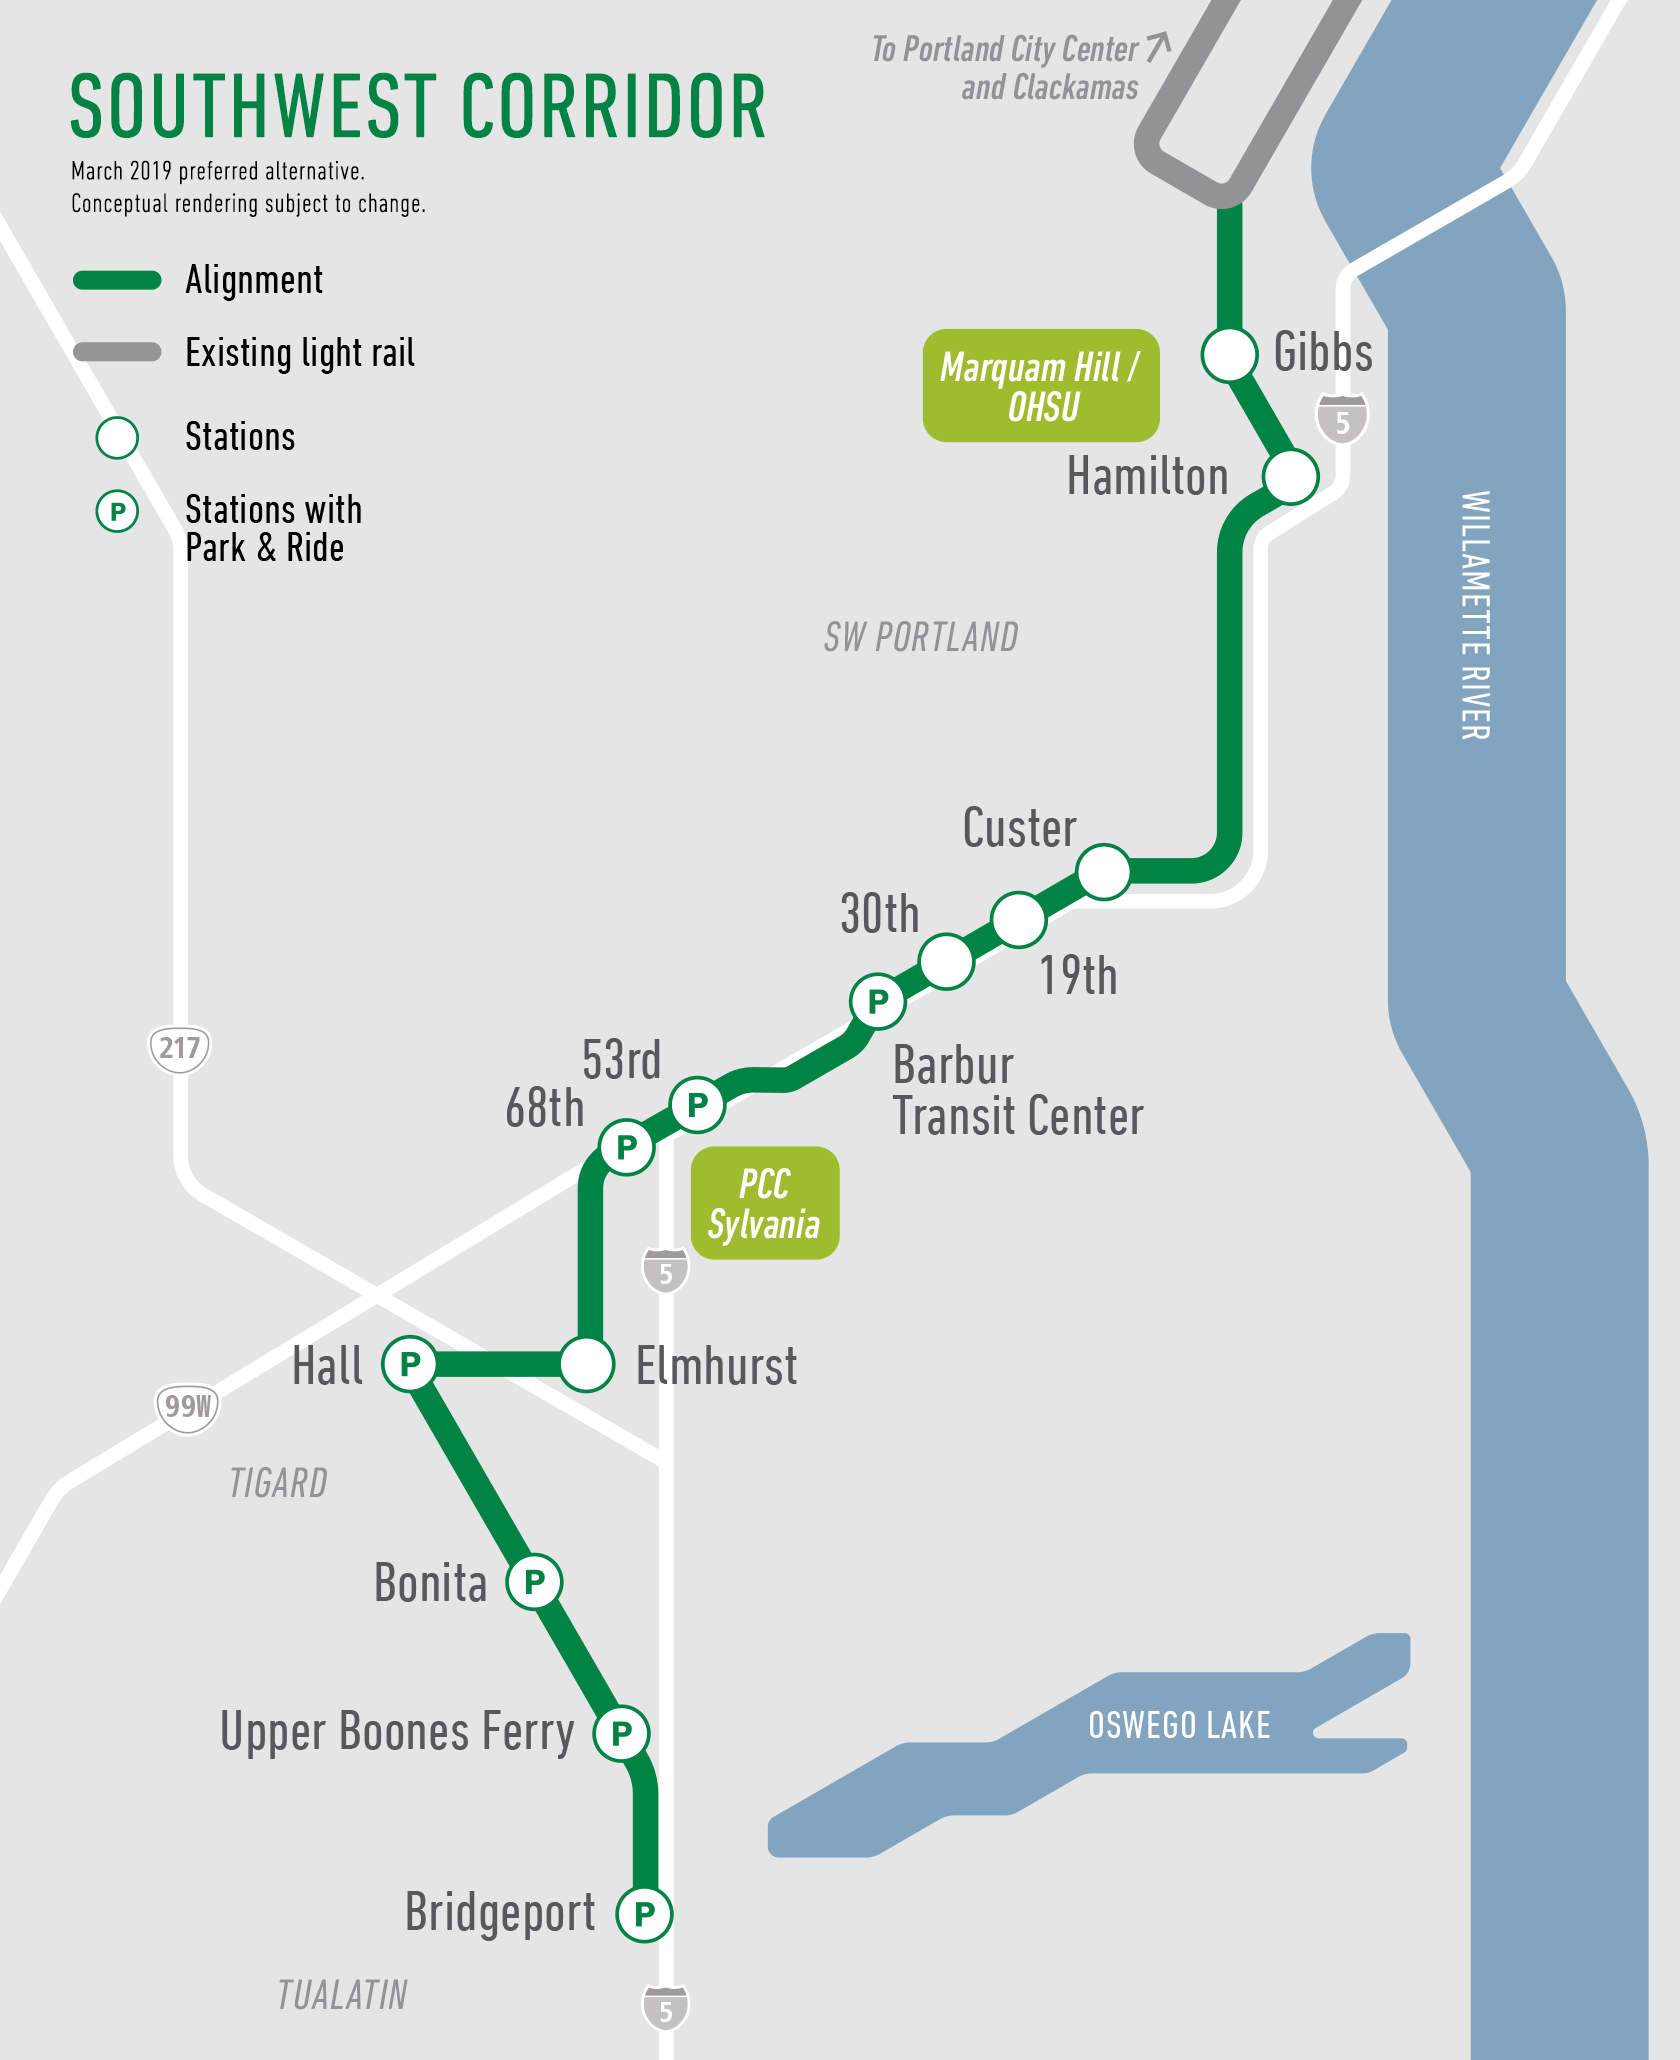 SOUTHWEST CORRIDOR
March 2019 preferred alternative.
Conceptual rendering subject to change.
Alignment
Existing light rail
Stations
P
Stations with
Park & Ride
To Portland City Center
and Clackamas
Gibbs
Marquam Hill /
OHSU
5
Hamilton
WILLAMETTE RIVER
SW PORTLAND
Custer
30th
19th
P
Barbur
Transit Center
217
53rd
P
68th
P
PCC
Sylvania
5
Hall
P
Elmhurst
99W
TIGARD
Bonita
P
Upper Boones Ferry
P
OSWEGO LAKE
Bridgeport
P
TUALATIN
5